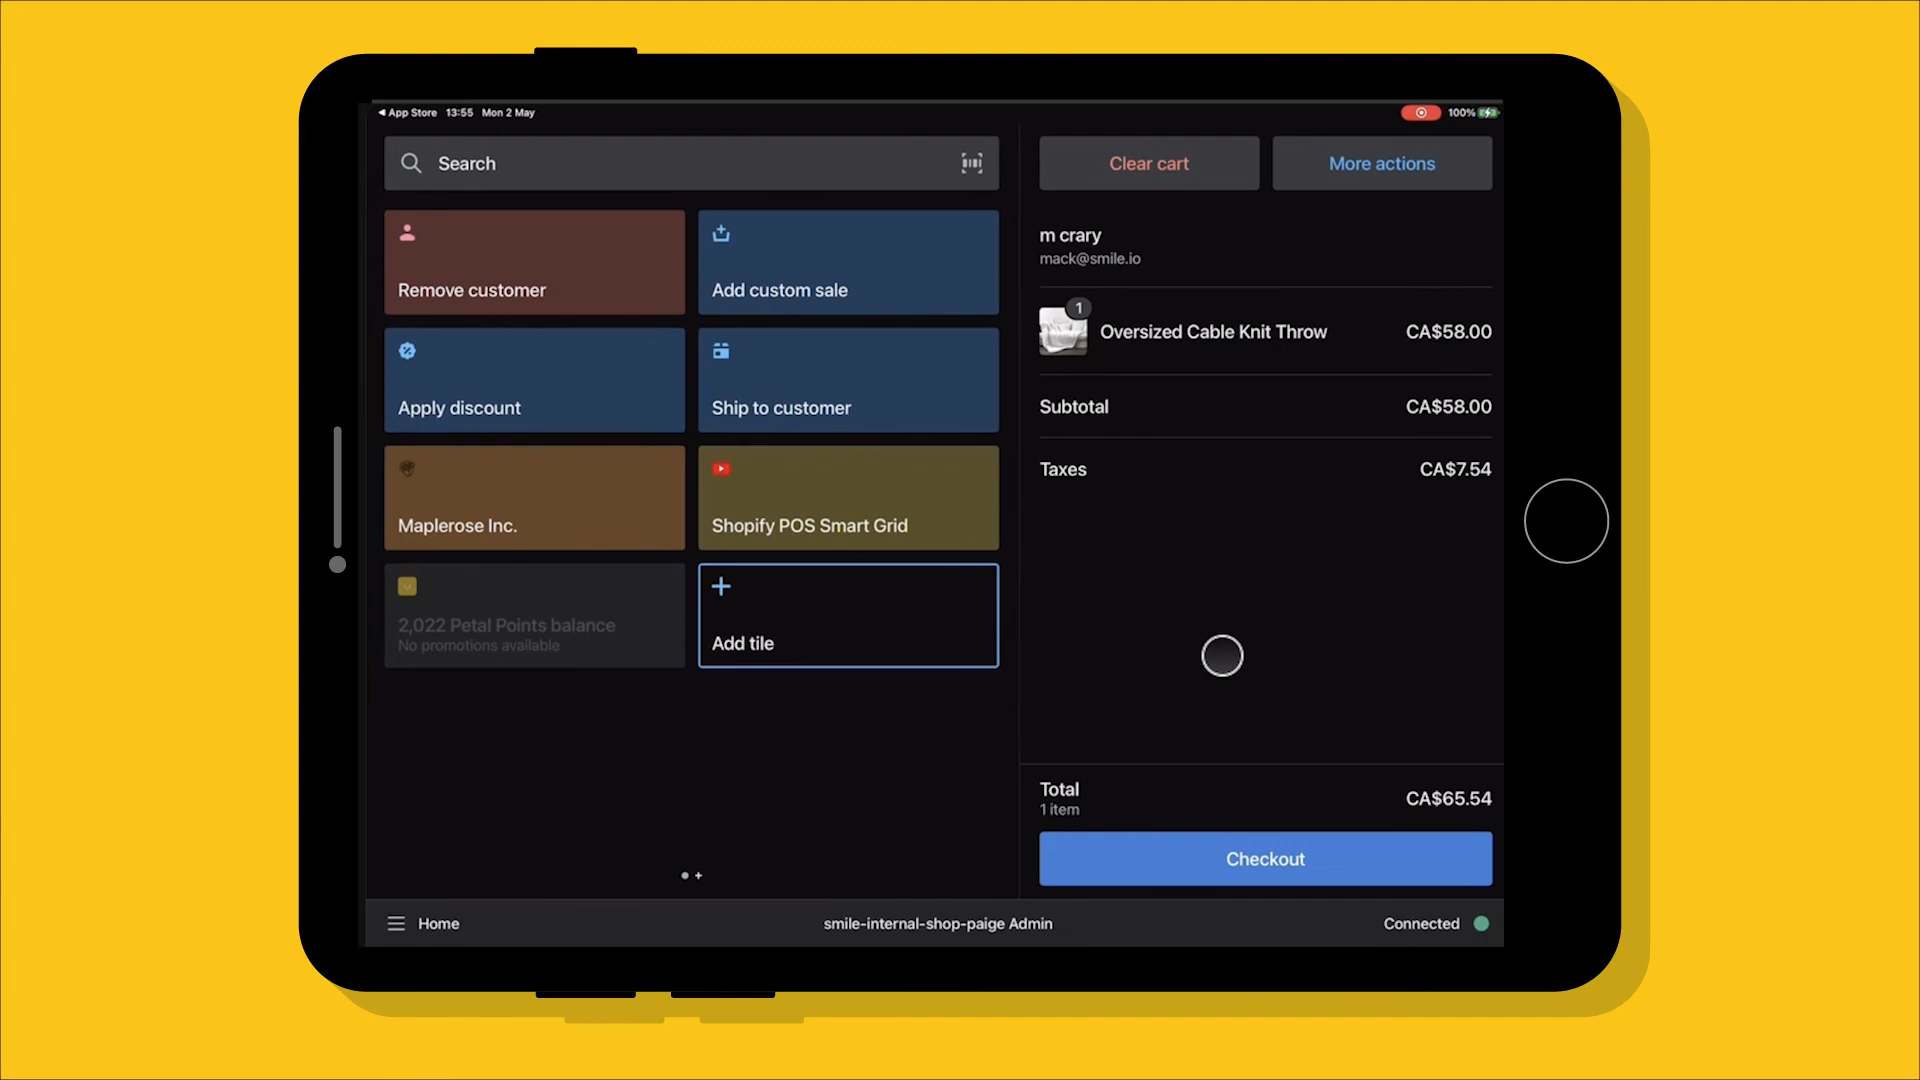 App Store 13:55 Mon 2 May
100%
Search
Clear cart
More actions
Remove customer
Add custom sale
m crary
mack@smile.io
1
Oversized Cable Knit Throw CA$58.00
Apply discount
Ship to customer
Subtotal CA$58.00
Taxes CA$7.54
Maplerose Inc.
Shopify POS Smart Grid
2,022 Petal Points balance
No promotions available
Add tile
Total
1 item
CA$65.54
Checkout
Home
smile-internal-shop-paige Admin
Connected